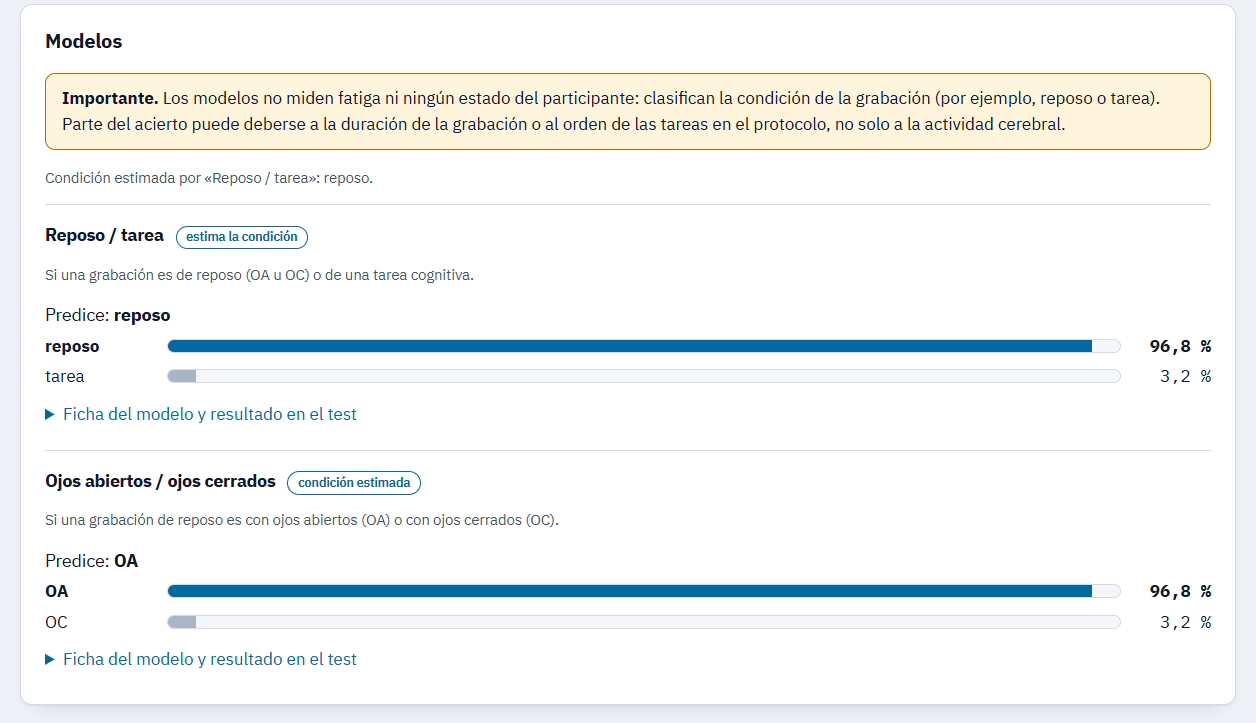 Modelos
Importante. Los modelos no miden fatiga ni ningún estado del participante: clasifican la condición de la grabación (por ejemplo, reposo o tarea).
Parte del acierto puede deberse a la duración de la grabación o al orden de las tareas en el protocolo, no solo a la actividad cerebral.
Condición estimada por «Reposo / tarea»: reposo.
Reposo / tarea estima la condición
Si una grabación es de reposo (OA u OC) o de una tarea cognitiva.
Predice: reposo
reposo 96,8 %
tarea 3,2 %
▶ Ficha del modelo y resultado en el test
Ojos abiertos / ojos cerrados condición estimada
Si una grabación de reposo es con ojos abiertos (OA) o con ojos cerrados (OC).
Predice: OA
OA 96,8 %
OC 3,2 %
▶ Ficha del modelo y resultado en el test